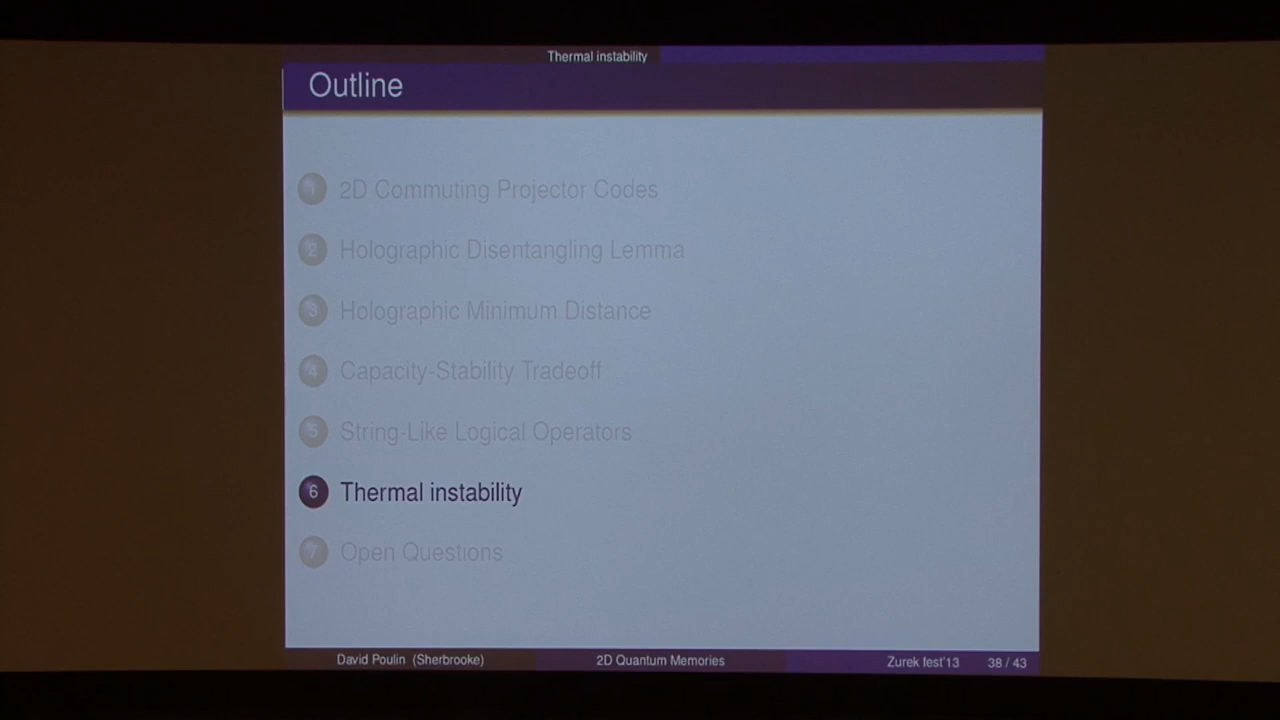 Thermal instability
Outline
1 2D Commuting Projector Codes
2 Holographic Disentangling Lemma
3 Holographic Minimum Distance
4 Capacity-Stability Tradeoff
5 String-Like Logical Operators
6 Thermal instability
7 Open Questions
David Poulin (Sherbrooke) 2D Quantum Memories Zurek fest'13 38 / 43